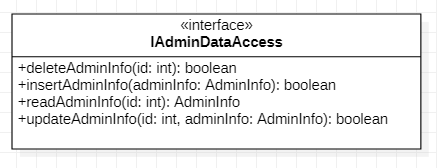 «interface»
IAdminDataAccess
+deleteAdminInfo(id: int): boolean
+insertAdminInfo(adminInfo: AdminInfo): boolean
+readAdminInfo(id: int): AdminInfo
+updateAdminInfo(id: int, adminInfo: AdminInfo): boolean